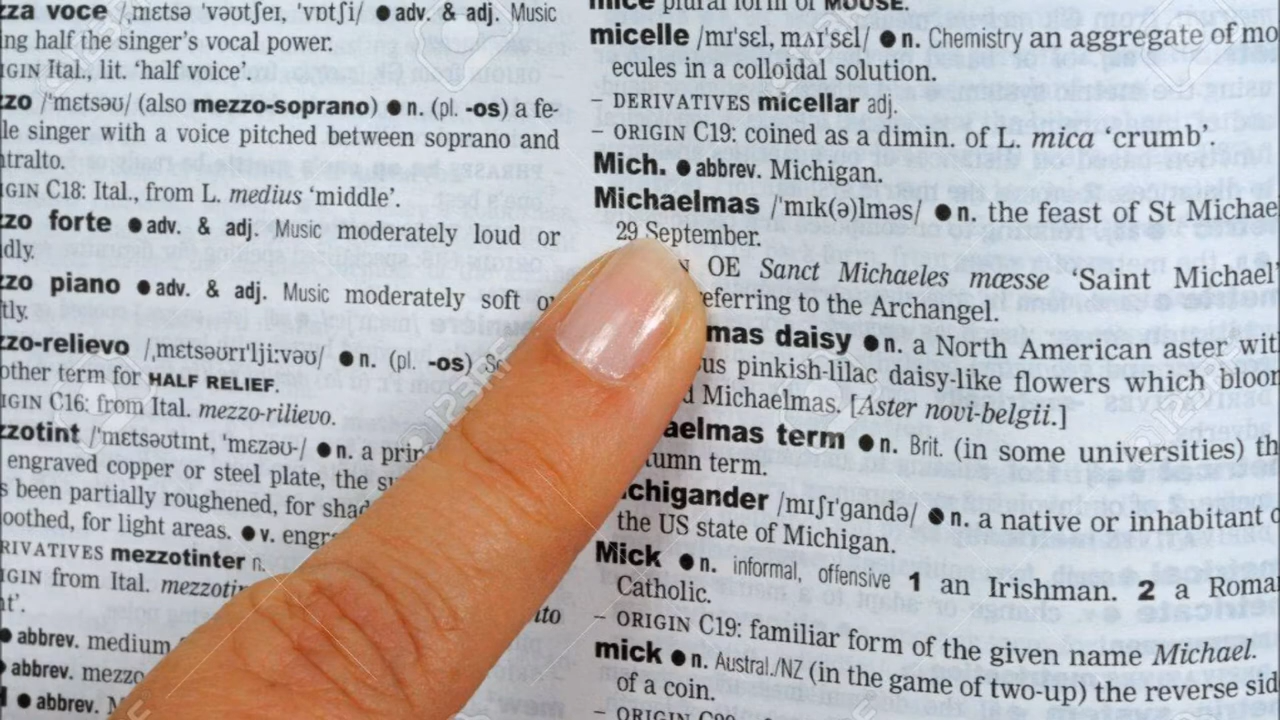 zza voce /ˌmɛtsə ˈvəʊtʃeɪ, ˈvɒtʃi/ ● adv. & adj. Music
ing half the singer's vocal power.
IGIN Ital., lit. 'half voice'.
zzo /ˈmɛtsəʊ/ (also mezzo-soprano) ● n. (pl. -os) a fe-
le singer with a voice pitched between soprano and
ntralto.
IGIN C18: Ital., from L. medius 'middle'.
zzo forte ● adv. & adj. Music moderately loud or
dly.
zzo piano ● adv. & adj. Music moderately soft or
tly.
zzo-relievo /ˌmɛtsəʊrɪˈljiːvəʊ/ ● n. (pl. -os)
other term for HALF RELIEF.
IGIN C16: from Ital. mezzo-rilievo.
zzotint /ˈmɛtsəʊtɪnt, ˈmɛzəʊ-/ ● n. a prin
engraved copper or steel plate, the su
s been partially roughened, for shad
oothed, for light areas. ● v. engra
RIVATIVES mezzotinter n.
IGIN from Ital. mezzotin
nt'.
● abbrev. medium
● abbrev. mezzo
● abbrev. M
mice plural form of MOUSE.
micelle /mɪˈsɛl, mʌɪˈsɛl/ ● n. Chemistry an aggregate of mo
ecules in a colloidal solution.
– DERIVATIVES micellar adj.
– ORIGIN C19: coined as a dimin. of L. mica 'crumb'.
Mich. ● abbrev. Michigan.
Michaelmas /ˈmɪk(ə)lməs/ ● n. the feast of St Michae
29 September.
N OE Sanct Michaeles mæsse 'Saint Michael'
referring to the Archangel.
mas daisy ● n. a North American aster wit
us pinkish-lilac daisy-like flowers which bloom
d Michaelmas. [Aster novi-belgii.]
aelmas term ● n. Brit. (in some universities) th
tumn term.
chigander /mɪʃɪˈgandə/ ● n. a native or inhabitant o
the US state of Michigan.
Mick ● n. informal, offensive 1 an Irishman. 2 a Roma
Catholic.
– ORIGIN C19: familiar form of the given name Michael.
mick ● n. Austral./NZ (in the game of two-up) the reverse sid
of a coin.
– ORIGIN C20: